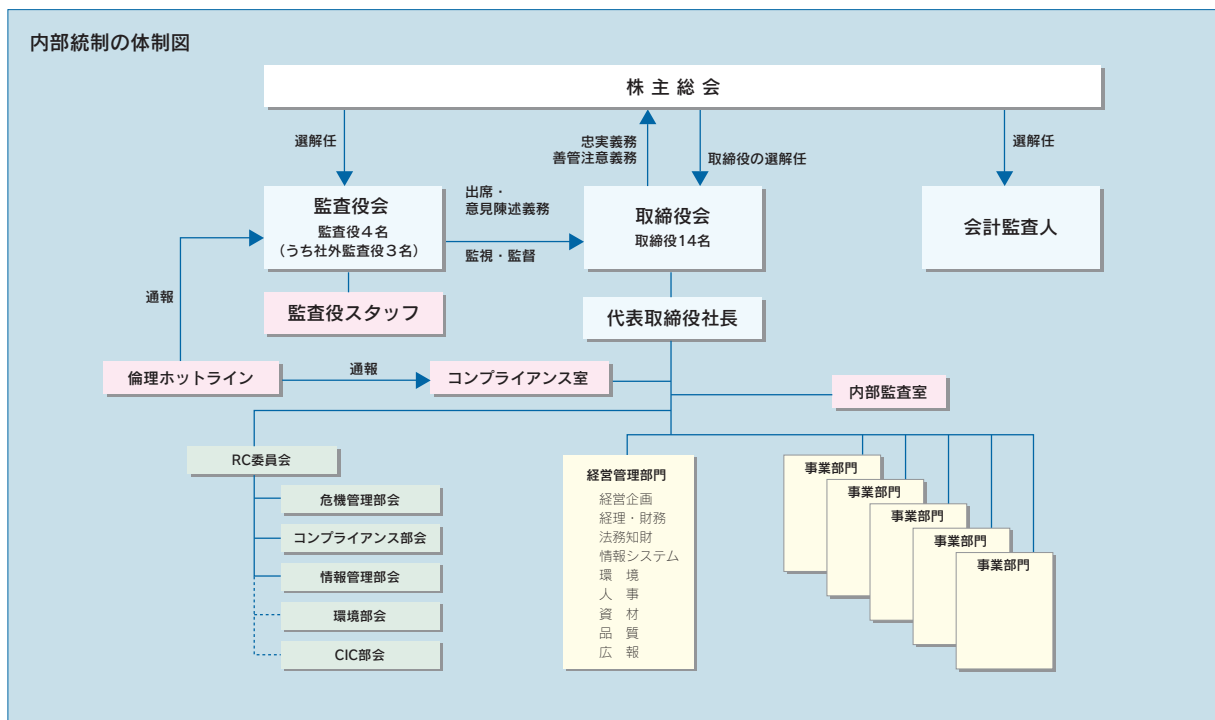 内部統制の体制図
株 主 総 会
選解任
忠実義務
善管注意義務
取締役の選解任
選解任
監査役会
監査役4名
(うち社外監査役3名)
出席・
意見陳述義務
監視・監督
取締役会
取締役14名
会計監査人
通報
監査役スタッフ
代表取締役社長
倫理ホットライン
通報
コンプライアンス室
内部監査室
RC委員会
危機管理部会
コンプライアンス部会
情報管理部会
環境部会
CIC部会
経営管理部門
経営企画
経理・財務
法務知財
情報システム
環 境
人 事
資 材
品 質
広 報
事業部門
事業部門
事業部門
事業部門
事業部門